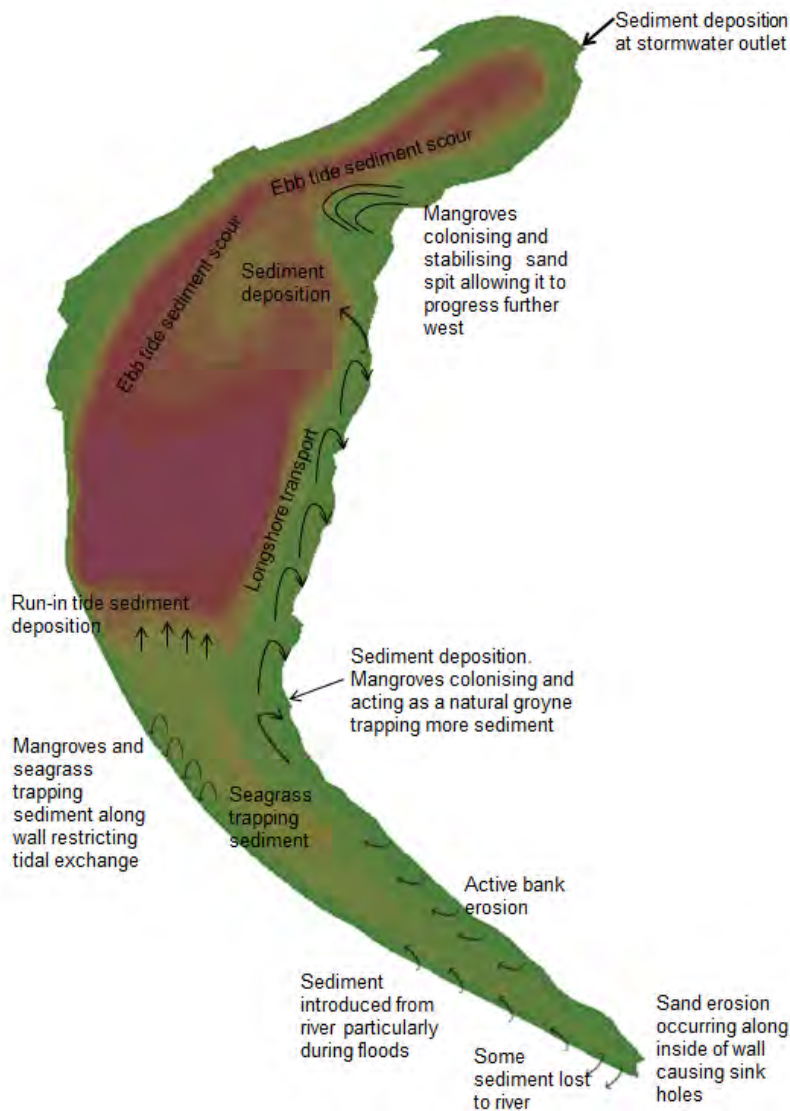 Sediment deposition
at stormwater outlet
Ebb tide sediment scour
Mangroves
colonising and
stabilising sand
spit allowing it to
progress further
west
Sediment
deposition
Ebb tide sediment scour
Longshore transport
Run-in tide sediment
deposition
Sediment deposition.
Mangroves colonising and
acting as a natural groyne
trapping more sediment
Mangroves and
seagrass
trapping
sediment along
wall restricting
tidal exchange
Seagrass
trapping
sediment
Active bank
erosion
Sediment
introduced from
river particularly
during floods
Some
sediment lost
to river
Sand erosion
occurring along
inside of wall
causing sink
holes